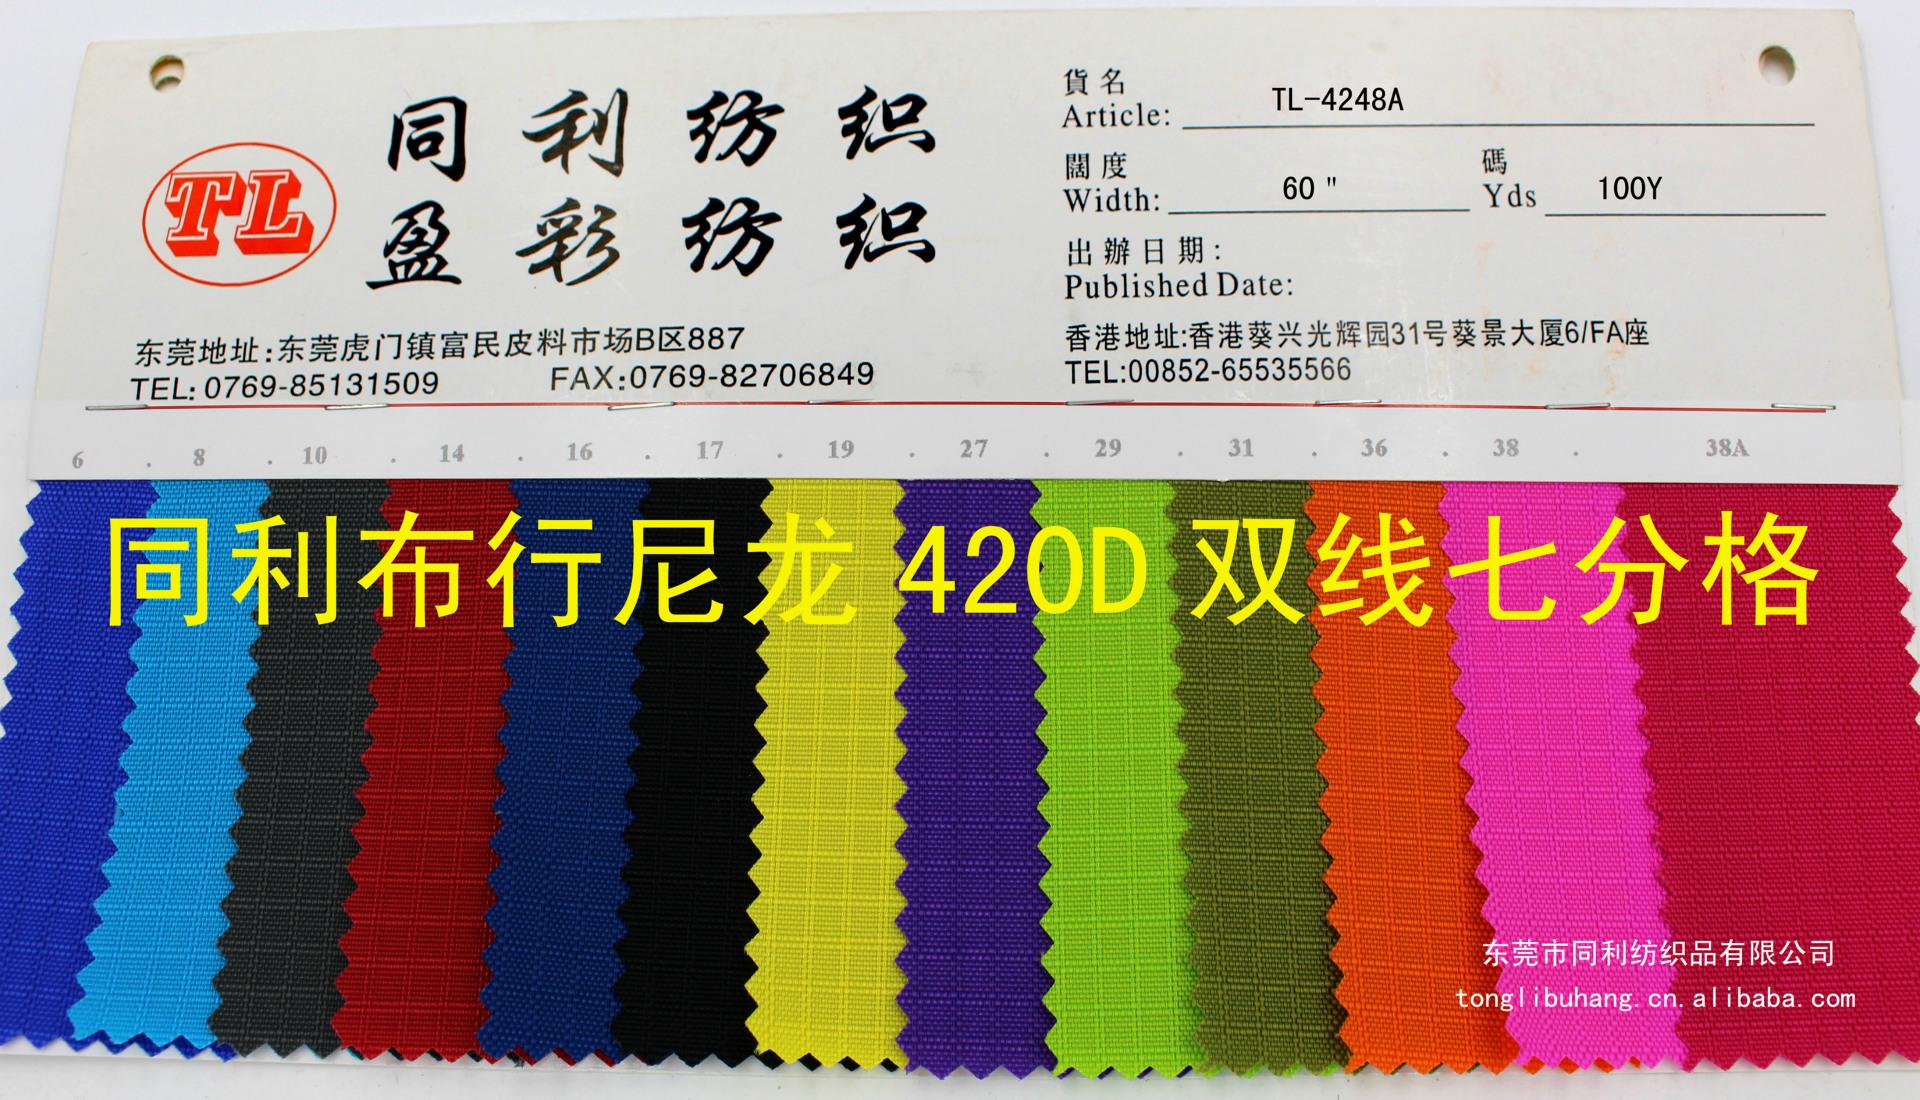 TL
同利纺织
盈彩纺织
东莞地址:东莞虎门镇富民皮料市场B区887
TEL: 0769-85131509 FAX:0769-82706849
貨名
Article: TL-4248A
闊度 碼
Width: 60" Yds 100Y
出辦日期:
Published Date:
香港地址:香港葵兴光辉园31号葵景大厦6/FA座
TEL:00852-65535566
6 . 8 . 10 . 14 . 16 . 17 . 19 . 27 . 29 . 31 . 36 . 38 . 38A
同利布行尼龙420D双线七分格
东莞市同利纺织品有限公司
tonglibuhang.cn.alibaba.com